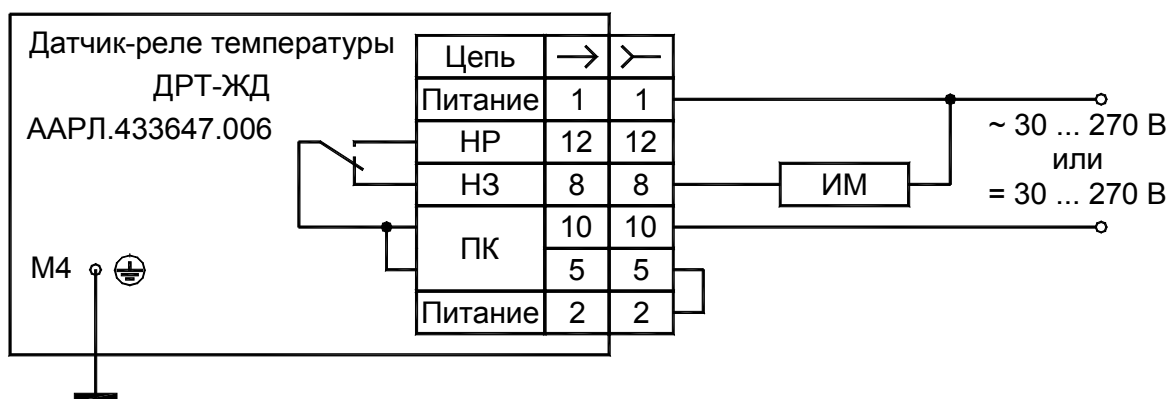 Датчик-реле температуры
ДРТ-ЖД
ААРЛ.433647.006
Цепь
Питание 1 1
НР 12 12
НЗ 8 8
ПК 10 10
5 5
Питание 2 2
ИМ
~ 30 ... 270 В
или
= 30 ... 270 В
М4